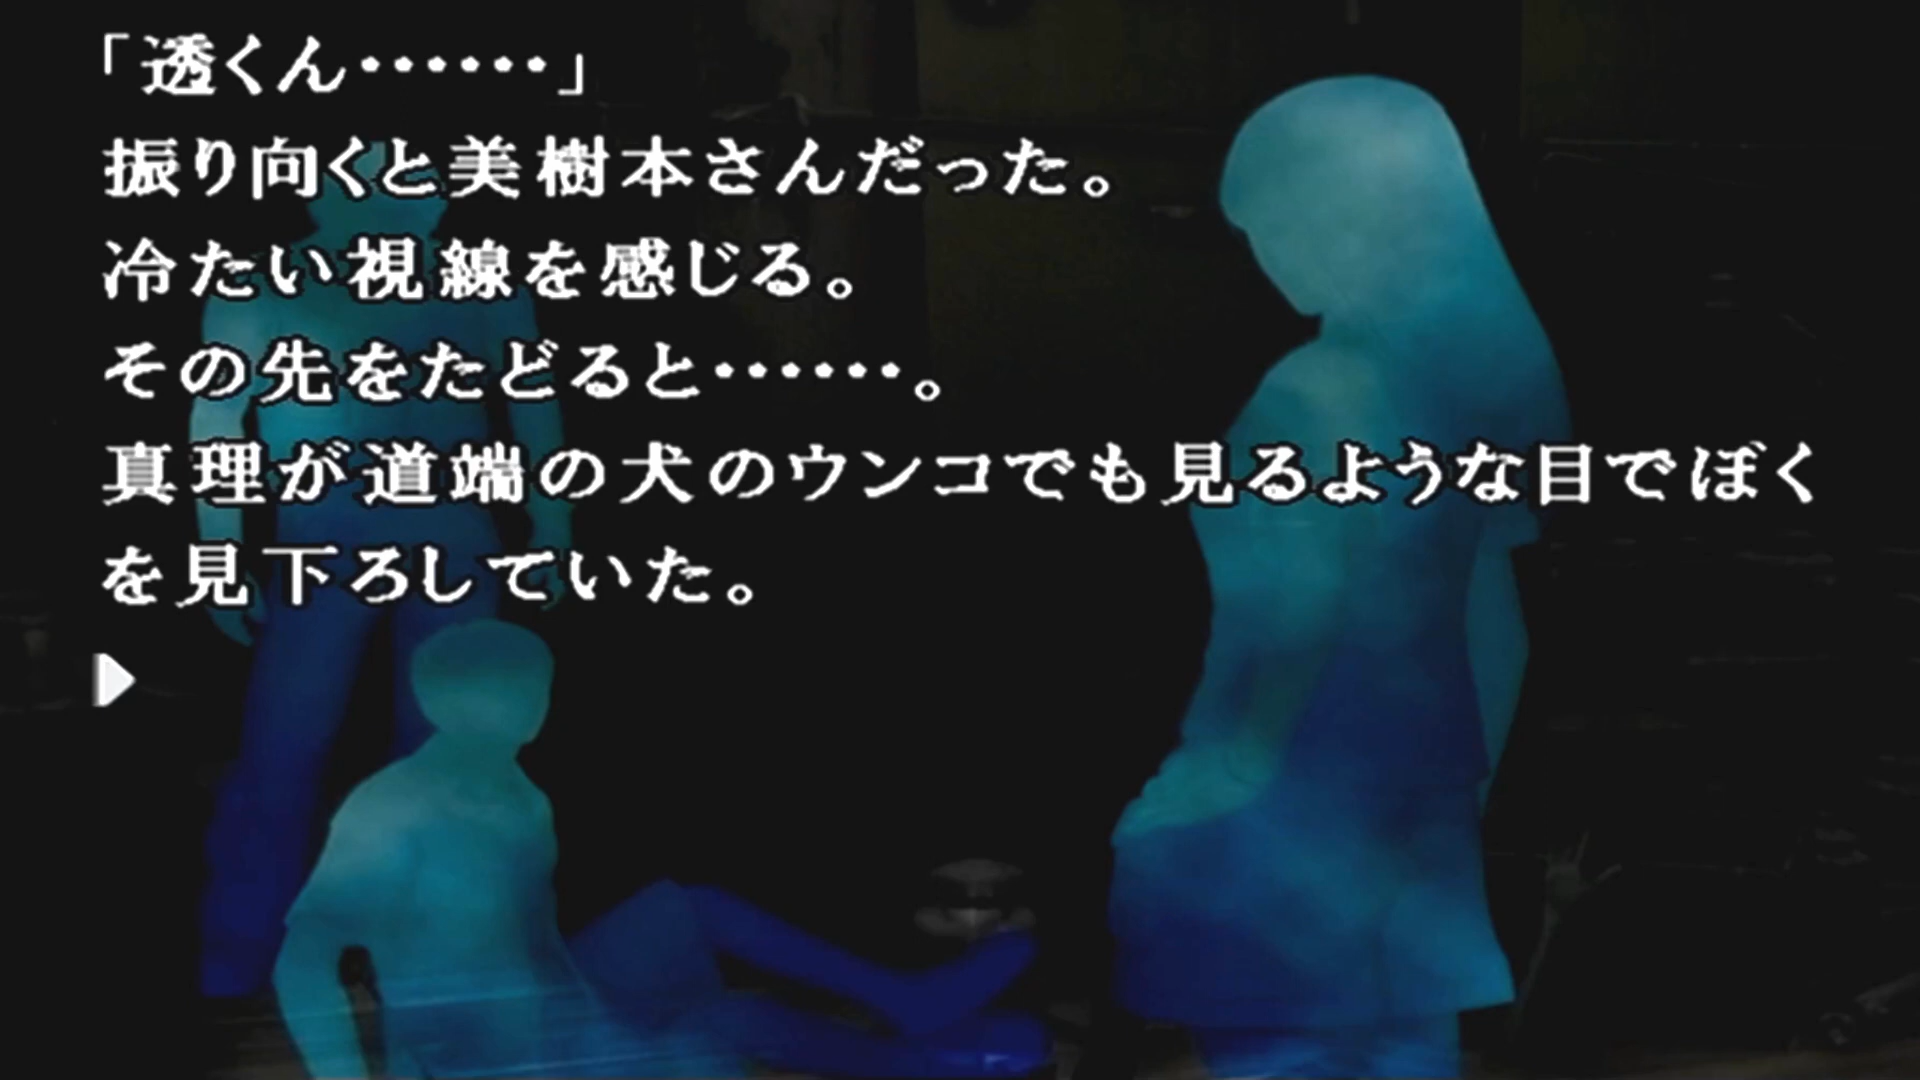 「透くん……」
振り向くと美樹本さんだった。
冷たい視線を感じる。
その先をたどると……。
真理が道端の犬のウンコでも見るような目でぼく
を見下ろしていた。